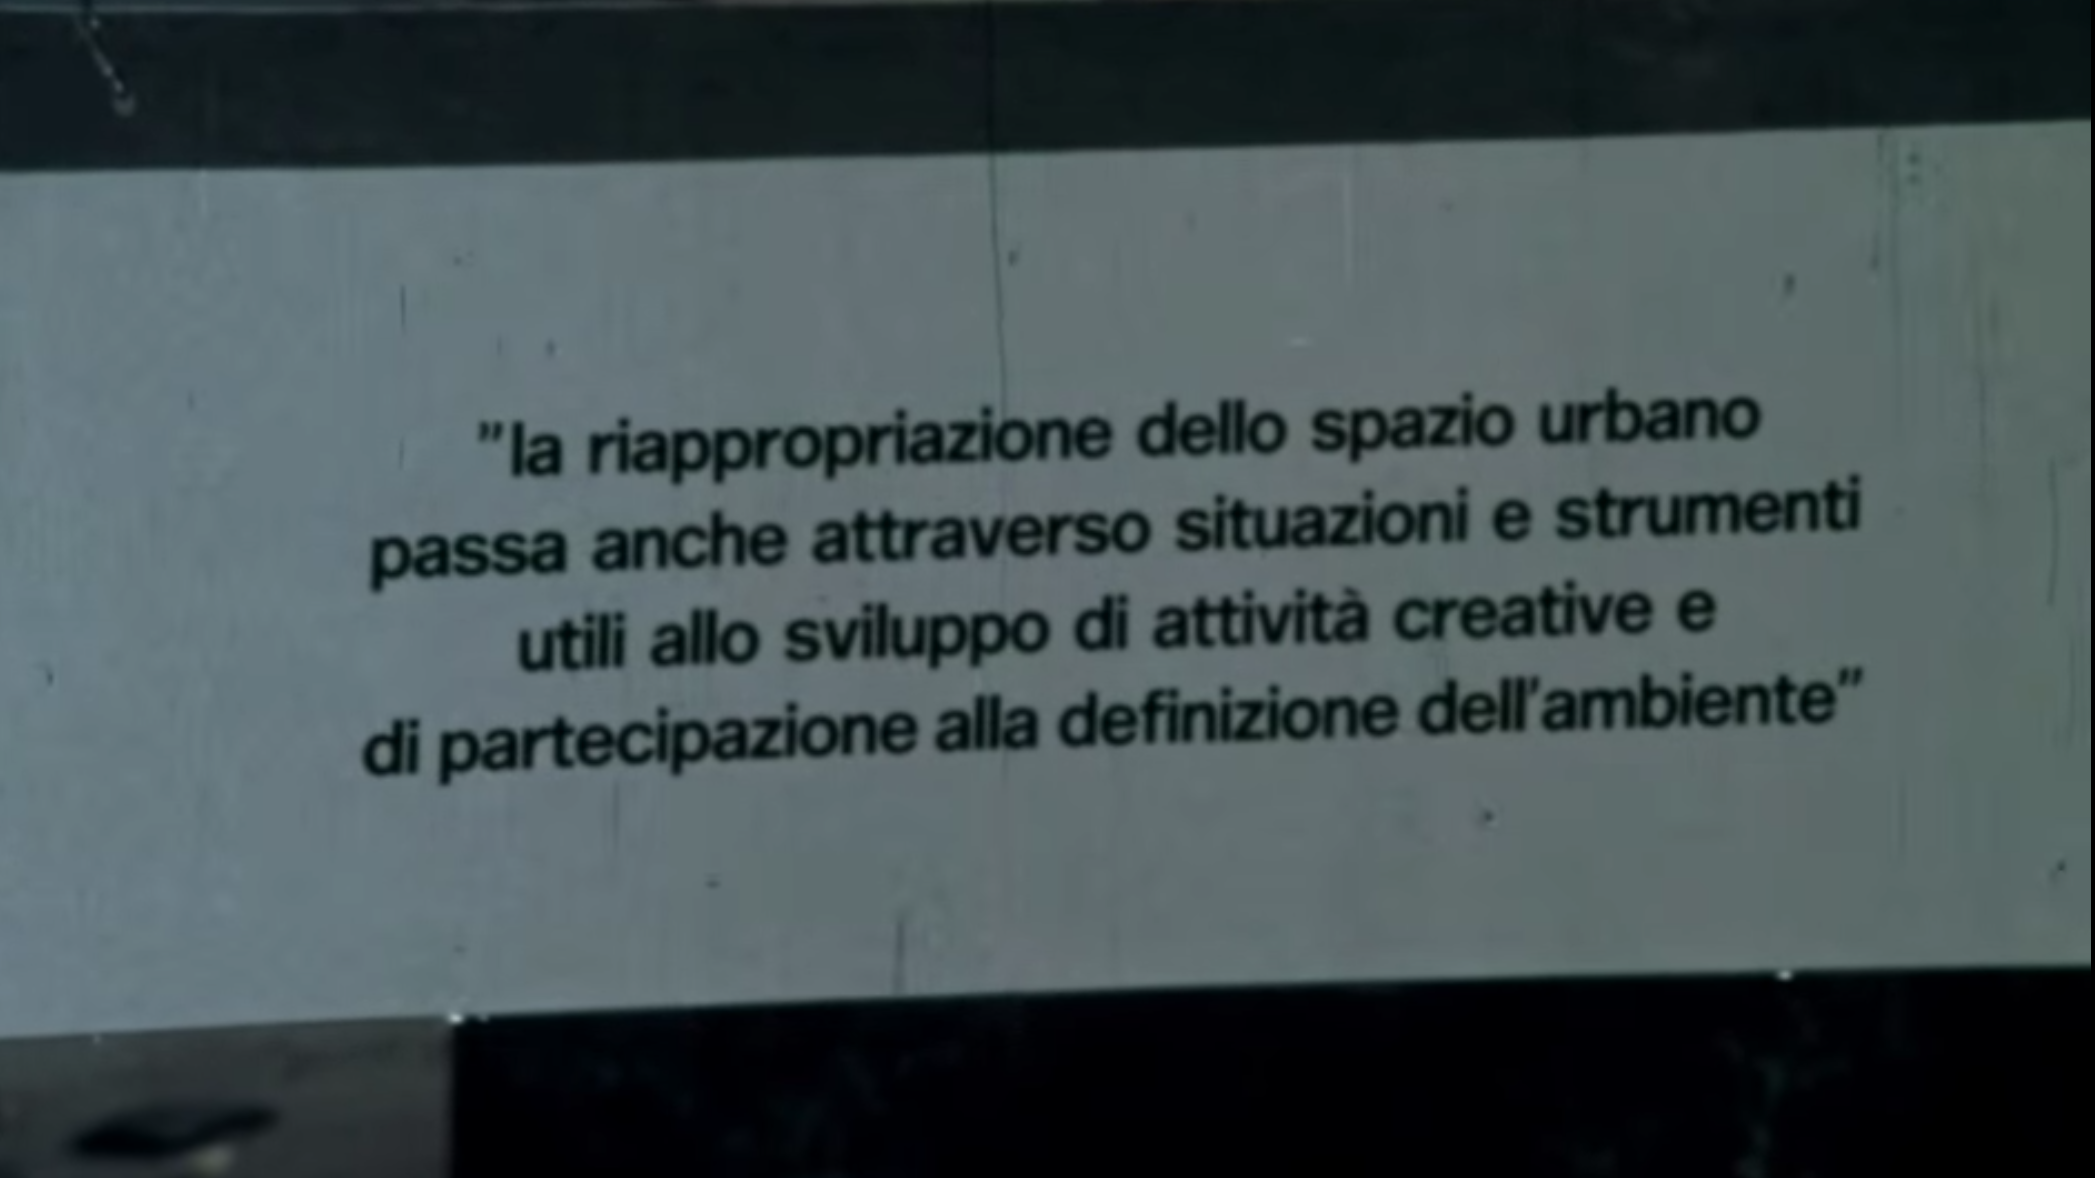 "la riappropriazione dello spazio urbano
passa anche attraverso situazioni e strumenti
utili allo sviluppo di attività creative e
di partecipazione alla definizione dell'ambiente"